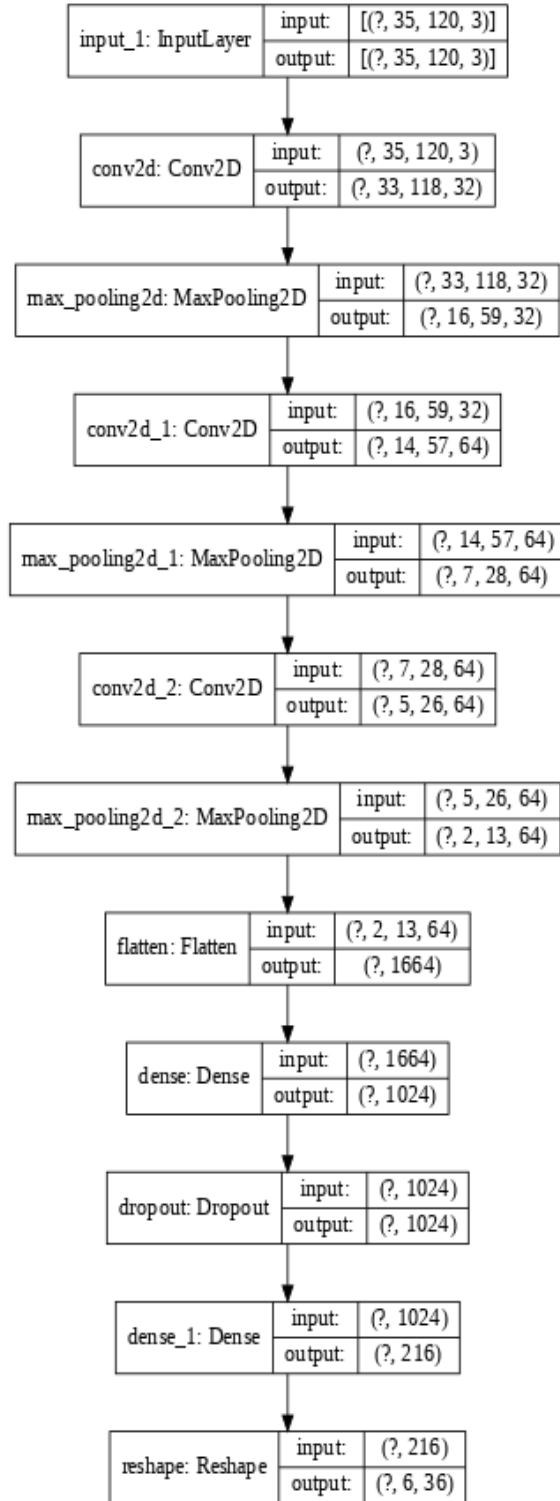 input_1: InputLayer
input: [(?, 35, 120, 3)]
output: [(?, 35, 120, 3)]
conv2d: Conv2D
input: (?, 35, 120, 3)
output: (?, 33, 118, 32)
max_pooling2d: MaxPooling2D
input: (?, 33, 118, 32)
output: (?, 16, 59, 32)
conv2d_1: Conv2D
input: (?, 16, 59, 32)
output: (?, 14, 57, 64)
max_pooling2d_1: MaxPooling2D
input: (?, 14, 57, 64)
output: (?, 7, 28, 64)
conv2d_2: Conv2D
input: (?, 7, 28, 64)
output: (?, 5, 26, 64)
max_pooling2d_2: MaxPooling2D
input: (?, 5, 26, 64)
output: (?, 2, 13, 64)
flatten: Flatten
input: (?, 2, 13, 64)
output: (?, 1664)
dense: Dense
input: (?, 1664)
output: (?, 1024)
dropout: Dropout
input: (?, 1024)
output: (?, 1024)
dense_1: Dense
input: (?, 1024)
output: (?, 216)
reshape: Reshape
input: (?, 216)
output: (?, 6, 36)